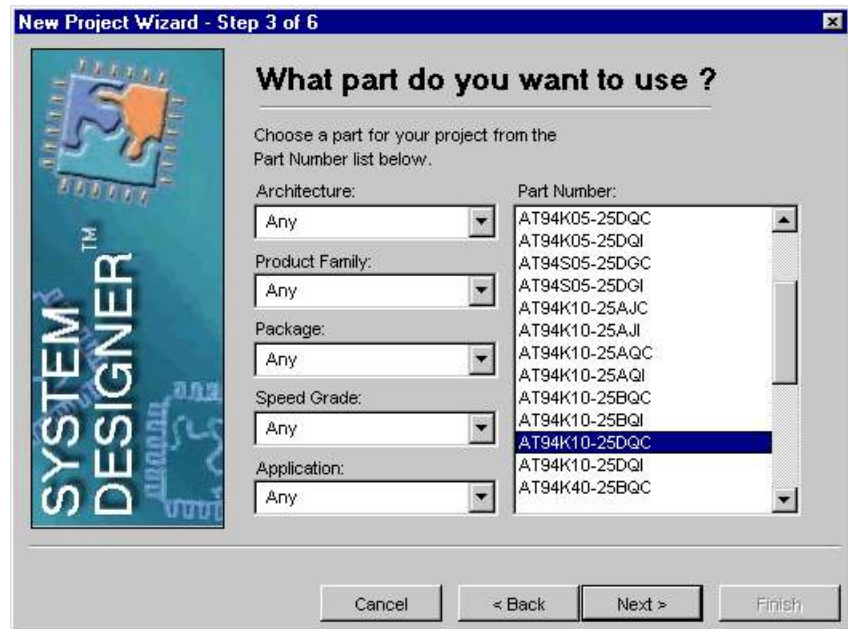 New Project Wizard - Step 3 of 6
SYSTEM
DESIGNER™
What part do you want to use ?
Choose a part for your project from the
Part Number list below.
Architecture:
Any
Product Family:
Any
Package:
Any
Speed Grade:
Any
Application:
Any
Part Number:
AT94K05-25DQC
AT94K05-25DQI
AT94S05-25DGC
AT94S05-25DGI
AT94K10-25AJC
AT94K10-25AJI
AT94K10-25AQC
AT94K10-25AQI
AT94K10-25BQC
AT94K10-25BQI
AT94K10-25DQC
AT94K10-25DQI
AT94K40-25BQC
Cancel
< Back
Next >
Finish